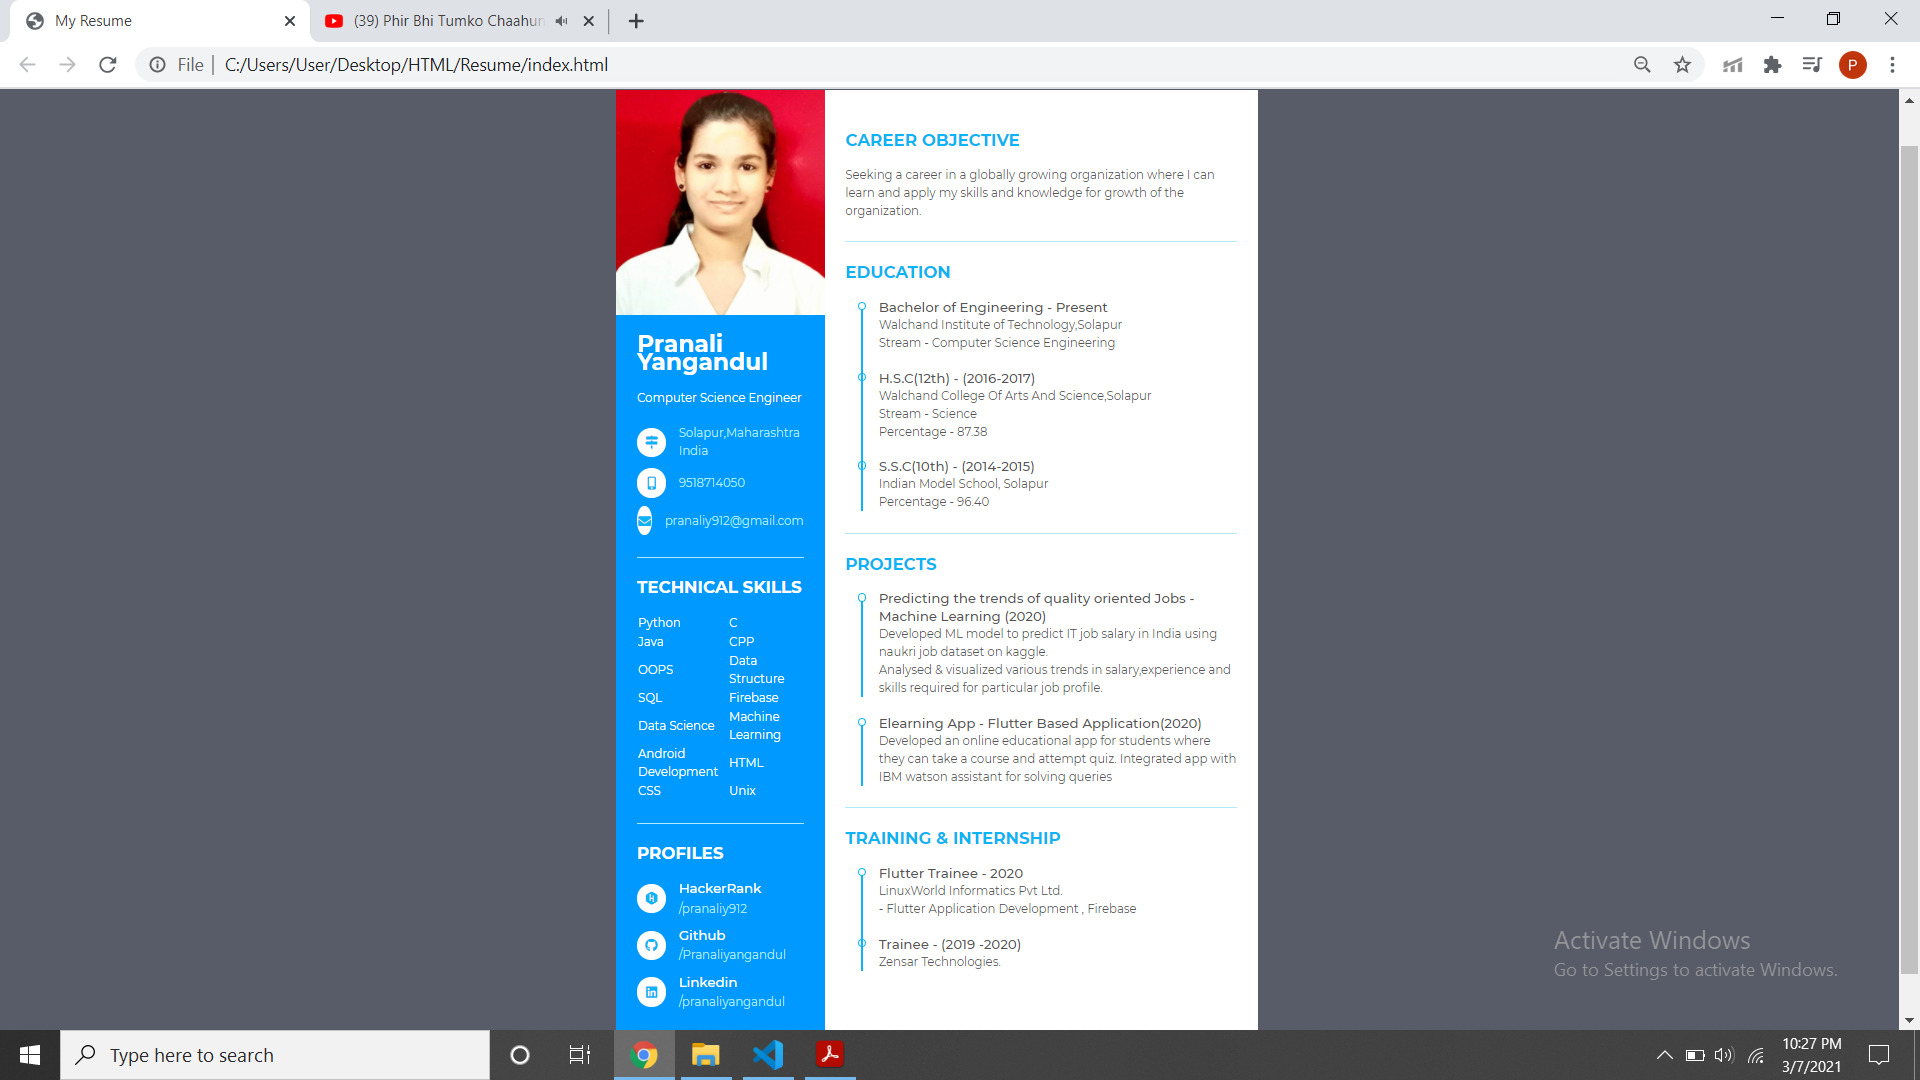 My Resume
(39) Phir Bhi Tumko Chaahun
File
C:/Users/User/Desktop/HTML/Resume/index.html
P
Pranali
Yangandul
Computer Science Engineer
Solapur,Maharashtra
India
9518714050
pranaliy912@gmail.com
TECHNICAL SKILLS
Python C
Java CPP
OOPS Data
Structure
SQL Firebase
Data Science Machine
Learning
Android
Development HTML
CSS Unix
PROFILES
HackerRank
/pranaliy912
Github
/Pranaliyangandul
Linkedin
/pranaliyangandul
CAREER OBJECTIVE
Seeking a career in a globally growing organization where I can
learn and apply my skills and knowledge for growth of the
organization.
EDUCATION
Bachelor of Engineering - Present
Walchand Institute of Technology,Solapur
Stream - Computer Science Engineering
H.S.C(12th) - (2016-2017)
Walchand College Of Arts And Science,Solapur
Stream - Science
Percentage - 87.38
S.S.C(10th) - (2014-2015)
Indian Model School, Solapur
Percentage - 96.40
PROJECTS
Predicting the trends of quality oriented Jobs -
Machine Learning (2020)
Developed ML model to predict IT job salary in India using
naukri job dataset on kaggle.
Analysed & visualized various trends in salary,experience and
skills required for particular job profile.
Elearning App - Flutter Based Application(2020)
Developed an online educational app for students where
they can take a course and attempt quiz. Integrated app with
IBM watson assistant for solving queries
TRAINING & INTERNSHIP
Flutter Trainee - 2020
LinuxWorld Informatics Pvt Ltd.
- Flutter Application Development , Firebase
Trainee - (2019 -2020)
Zensar Technologies.
Activate Windows
Go to Settings to activate Windows.
Type here to search
10:27 PM
3/7/2021